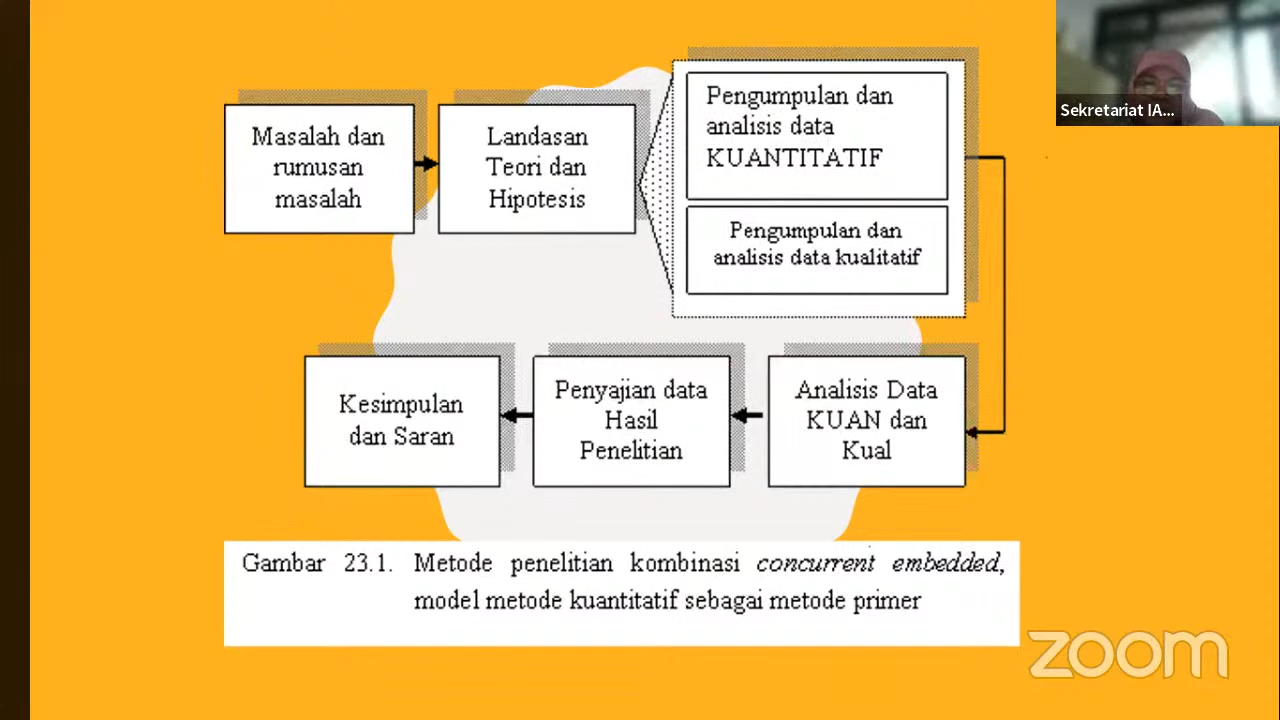 Sekretariat IA...
Masalah dan
rumusan
masalah
Landasan
Teori dan
Hipotesis
Pengumpulan dan
analisis data
KUANTITATIF
Pengumpulan dan
analisis data kualitatif
Analisis Data
KUAN dan
Kual
Penyajian data
Hasil
Penelitian
Kesimpulan
dan Saran
Gambar 23.1. Metode penelitian kombinasi concurrent embedded,
model metode kuantitatif sebagai metode primer
zoom